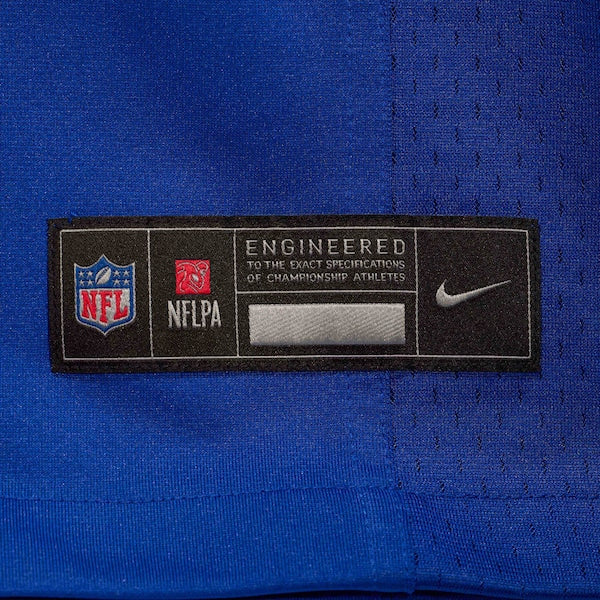 NFL
NFLPA
ENGINEERED
TO THE EXACT SPECIFICATIONS
OF CHAMPIONSHIP ATHLETES